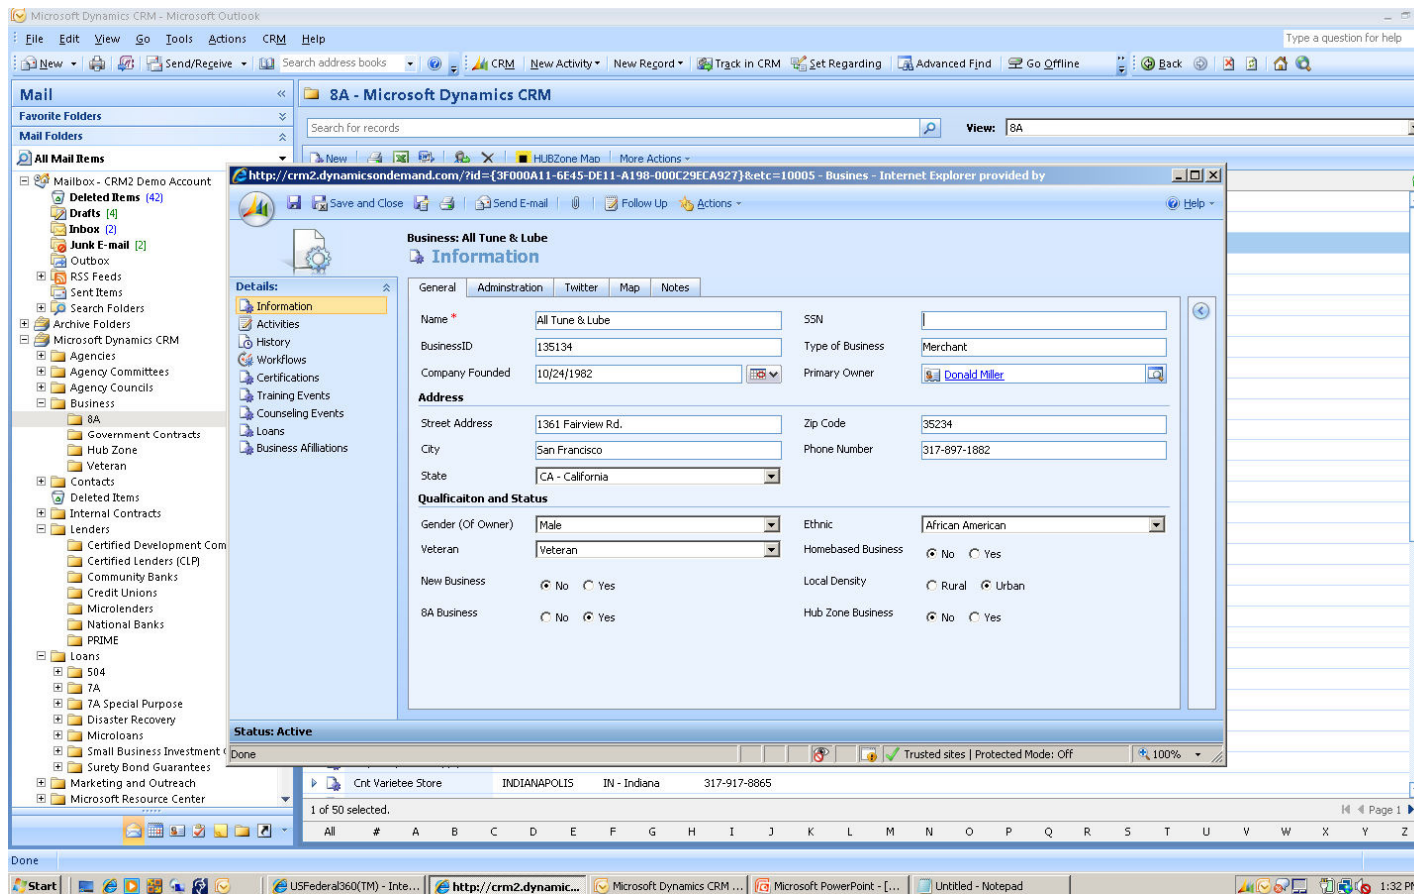 Microsoft Dynamics CRM - Microsoft Outlook
File Edit View Go Tools Actions CRM Help Type a question for help
New Send/Receive Search address books CRM New Activity New Record Track in CRM Set Regarding Advanced Find Go Offline Back
Mail « 8A - Microsoft Dynamics CRM
Favorite Folders
Search for records View: 8A
Mail Folders
All Mail Items
New HUBZone Map More Actions
http://crm2.dynamicsondemand.com/?id={3F000A11-6E45-DE11-A198-000C29ECA927}&etc=10005 - Busines - Internet Explorer provided by
Save and Close Send E-mail Follow Up Actions Help
Business: All Tune & Lube
Information
Details:
Information
Activities
History
Workflows
Certifications
Training Events
Counseling Events
Loans
Business Afilliations
General Adminstration Twitter Map Notes
Name * All Tune & Lube SSN
BusinessID 135134 Type of Business Merchant
Company Founded 10/24/1982 Primary Owner Donald Miller
Address
Street Address 1361 Fairview Rd. Zip Code 35234
City San Francisco Phone Number 317-897-1882
State CA - California
Qualficaiton and Status
Gender (Of Owner) Male Ethnic African American
Veteran Veteran Homebased Business No Yes
New Business No Yes Local Density Rural Urban
8A Business No Yes Hub Zone Business No Yes
Status: Active
Done Trusted sites | Protected Mode: Off 100%
Mailbox - CRM2 Demo Account
Deleted Items (42)
Drafts [4]
Inbox (2)
Junk E-mail [2]
Outbox
RSS Feeds
Sent Items
Search Folders
Archive Folders
Microsoft Dynamics CRM
Agencies
Agency Committees
Agency Councils
Business
8A
Government Contracts
Hub Zone
Veteran
Contacts
Deleted Items
Internal Contracts
Lenders
Certified Development Com
Certified Lenders (CLP)
Community Banks
Credit Unions
Microlenders
National Banks
PRIME
Loans
504
7A
7A Special Purpose
Disaster Recovery
Microloans
Small Business Investment
Surety Bond Guarantees
Marketing and Outreach
Microsoft Resource Center
Cnt Varietee Store INDIANAPOLIS IN - Indiana 317-917-8865
1 of 50 selected. Page 1
All # A B C D E F G H I J K L M N O P Q R S T U V W X Y Z
Done
Start USFederal360(TM) - Inte... http://crm2.dynamic... Microsoft Dynamics CRM ... Microsoft PowerPoint - [... Untitled - Notepad 1:32 P